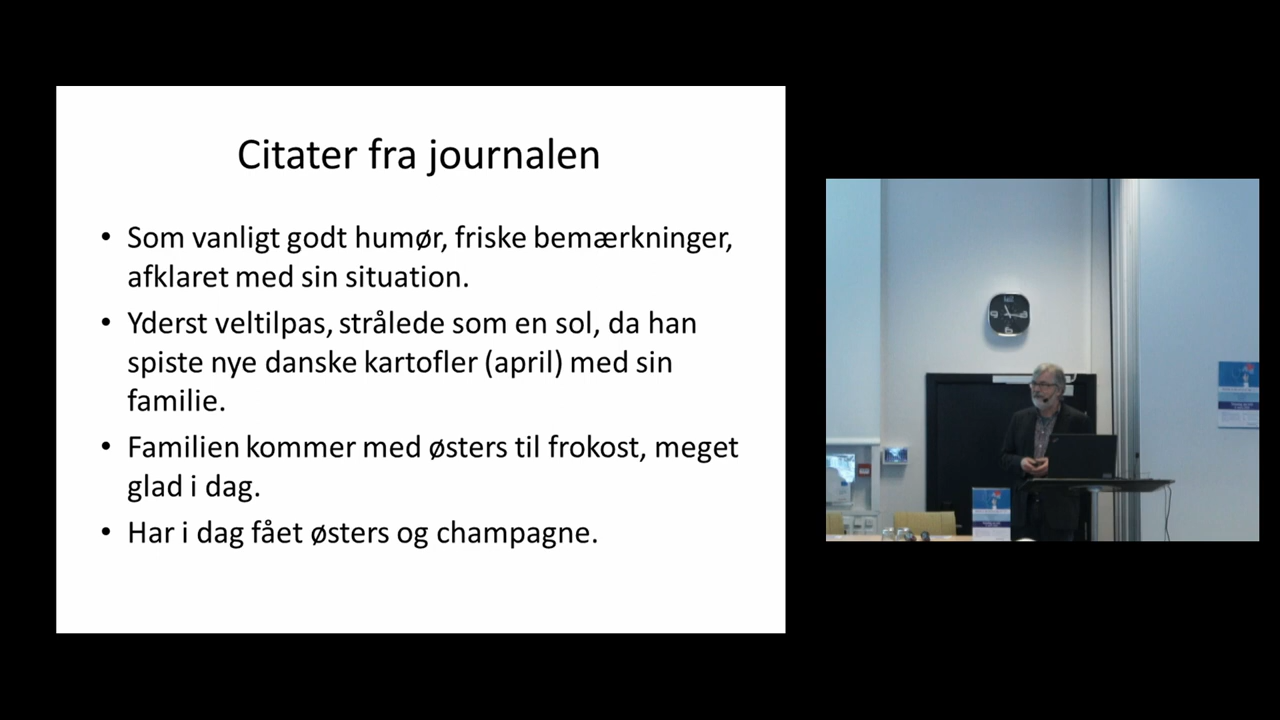 Citater fra journalen
• Som vanligt godt humør, friske bemærkninger,
afklaret med sin situation.
• Yderst veltilpas, strålede som en sol, da han
spiste nye danske kartofler (april) med sin
familie.
• Familien kommer med østers til frokost, meget
glad i dag.
• Har i dag fået østers og champagne.